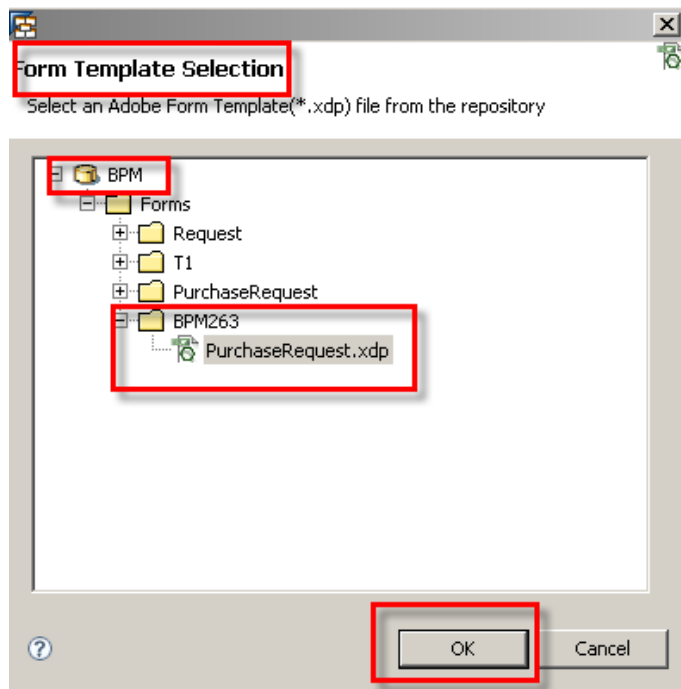 Form Template Selection
Select an Adobe Form Template(*.xdp) file from the repository
BPM
Forms
Request
T1
PurchaseRequest
BPM263
PurchaseRequest.xdp
?
OK
Cancel